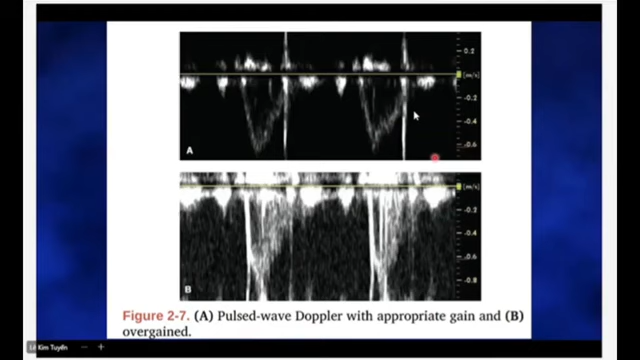 0.2
[m/s]
-0.2
-0.4
-0.6
A
[m/s]
-0.2
-0.4
-0.6
-0.8
B
Figure 2-7. (A) Pulsed-wave Doppler with appropriate gain and (B)
overgained.
Lê Kim Tuyến